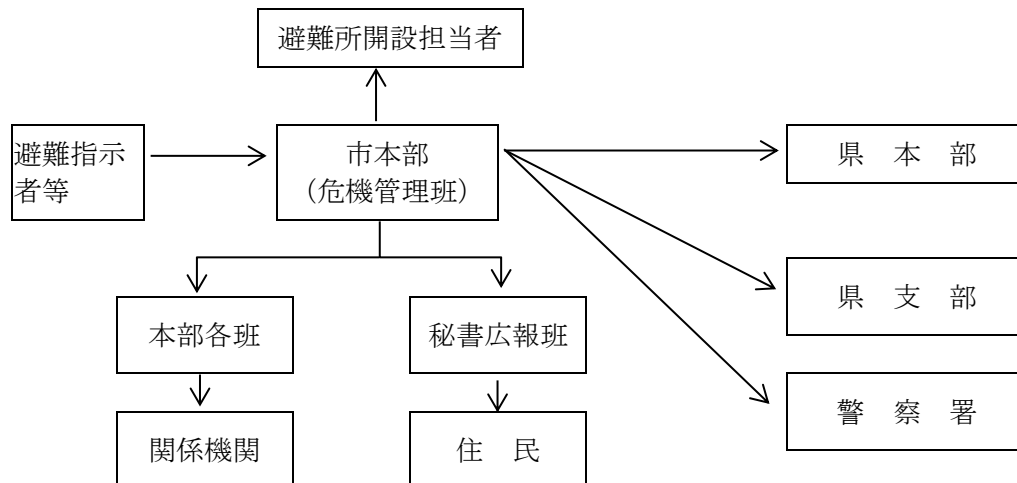 避難所開設担当者
避難指示
者等
市本部
（危機管理班）
県　本　部
県　支　部
本部各班
秘書広報班
警　察　署
関係機関
住　民